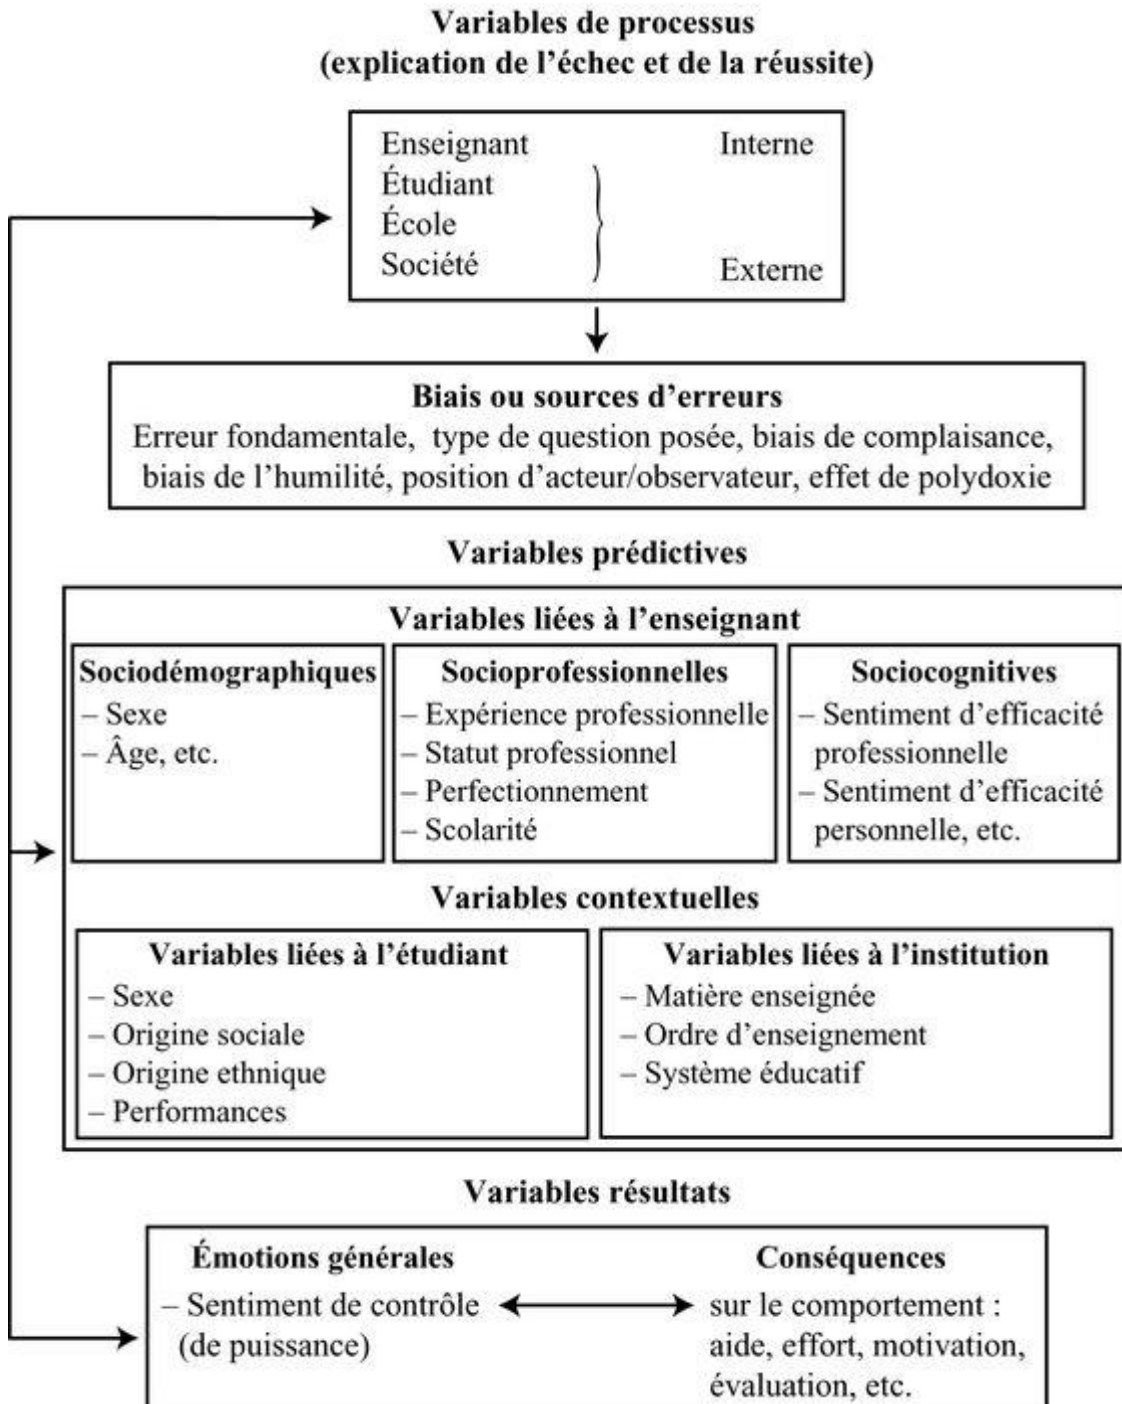 Variables de processus
(explication de l’échec et de la réussite)
Enseignant Interne
Étudiant
École
Société Externe
Biais ou sources d’erreurs
Erreur fondamentale, type de question posée, biais de complaisance,
biais de l’humilité, position d’acteur/observateur, effet de polydoxie
Variables prédictives
Variables liées à l’enseignant
Sociodémographiques
– Sexe
– Âge, etc.
Socioprofessionnelles
– Expérience professionnelle
– Statut professionnel
– Perfectionnement
– Scolarité
Sociocognitives
– Sentiment d’efficacité
professionnelle
– Sentiment d’efficacité
personnelle, etc.
Variables contextuelles
Variables liées à l’étudiant
– Sexe
– Origine sociale
– Origine ethnique
– Performances
Variables liées à l’institution
– Matière enseignée
– Ordre d’enseignement
– Système éducatif
Variables résultats
Émotions générales
– Sentiment de contrôle
(de puissance)
Conséquences
sur le comportement :
aide, effort, motivation,
évaluation, etc.